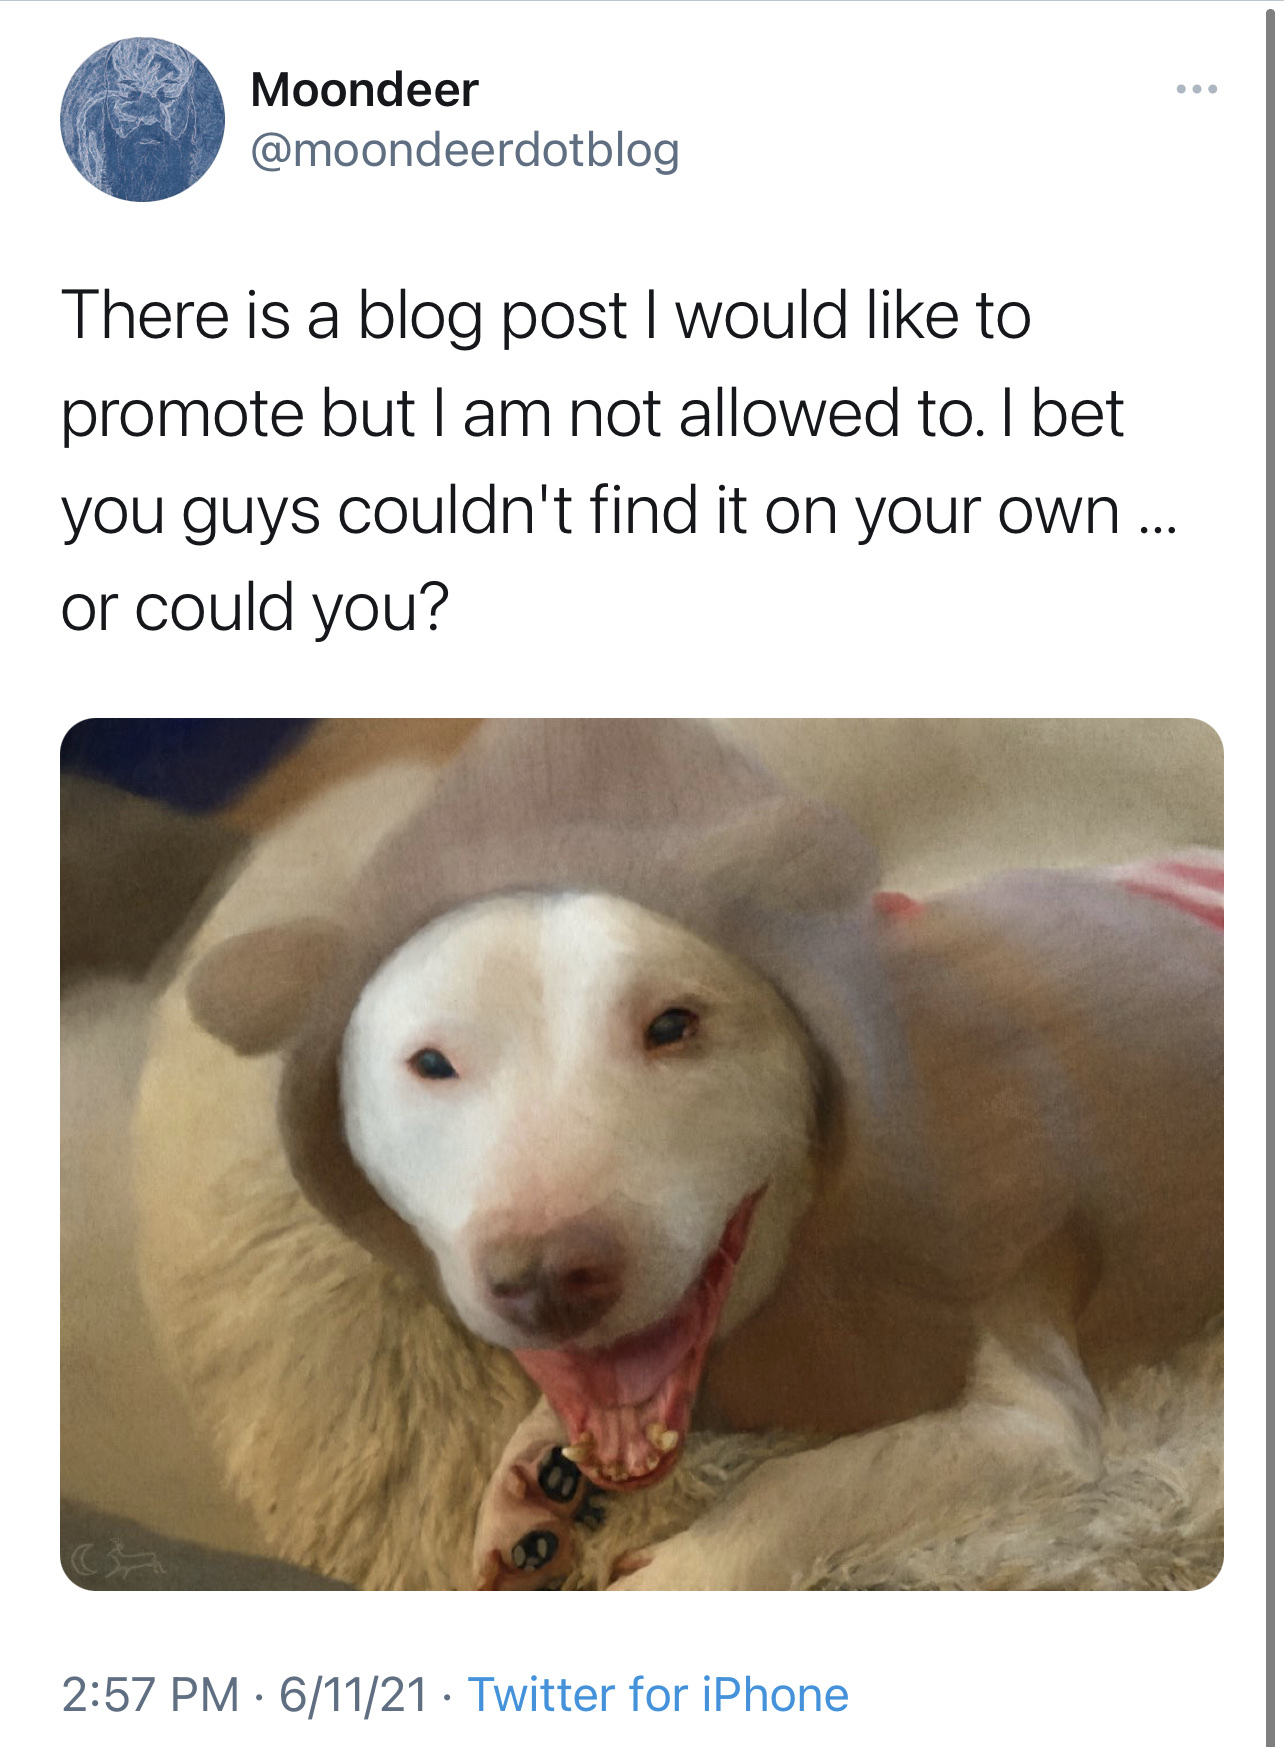 Moondeer
@moondeerdotblog
There is a blog post I would like to
promote but I am not allowed to. I bet
you guys couldn't find it on your own ...
or could you?
2:57 PM · 6/11/21 · Twitter for iPhone